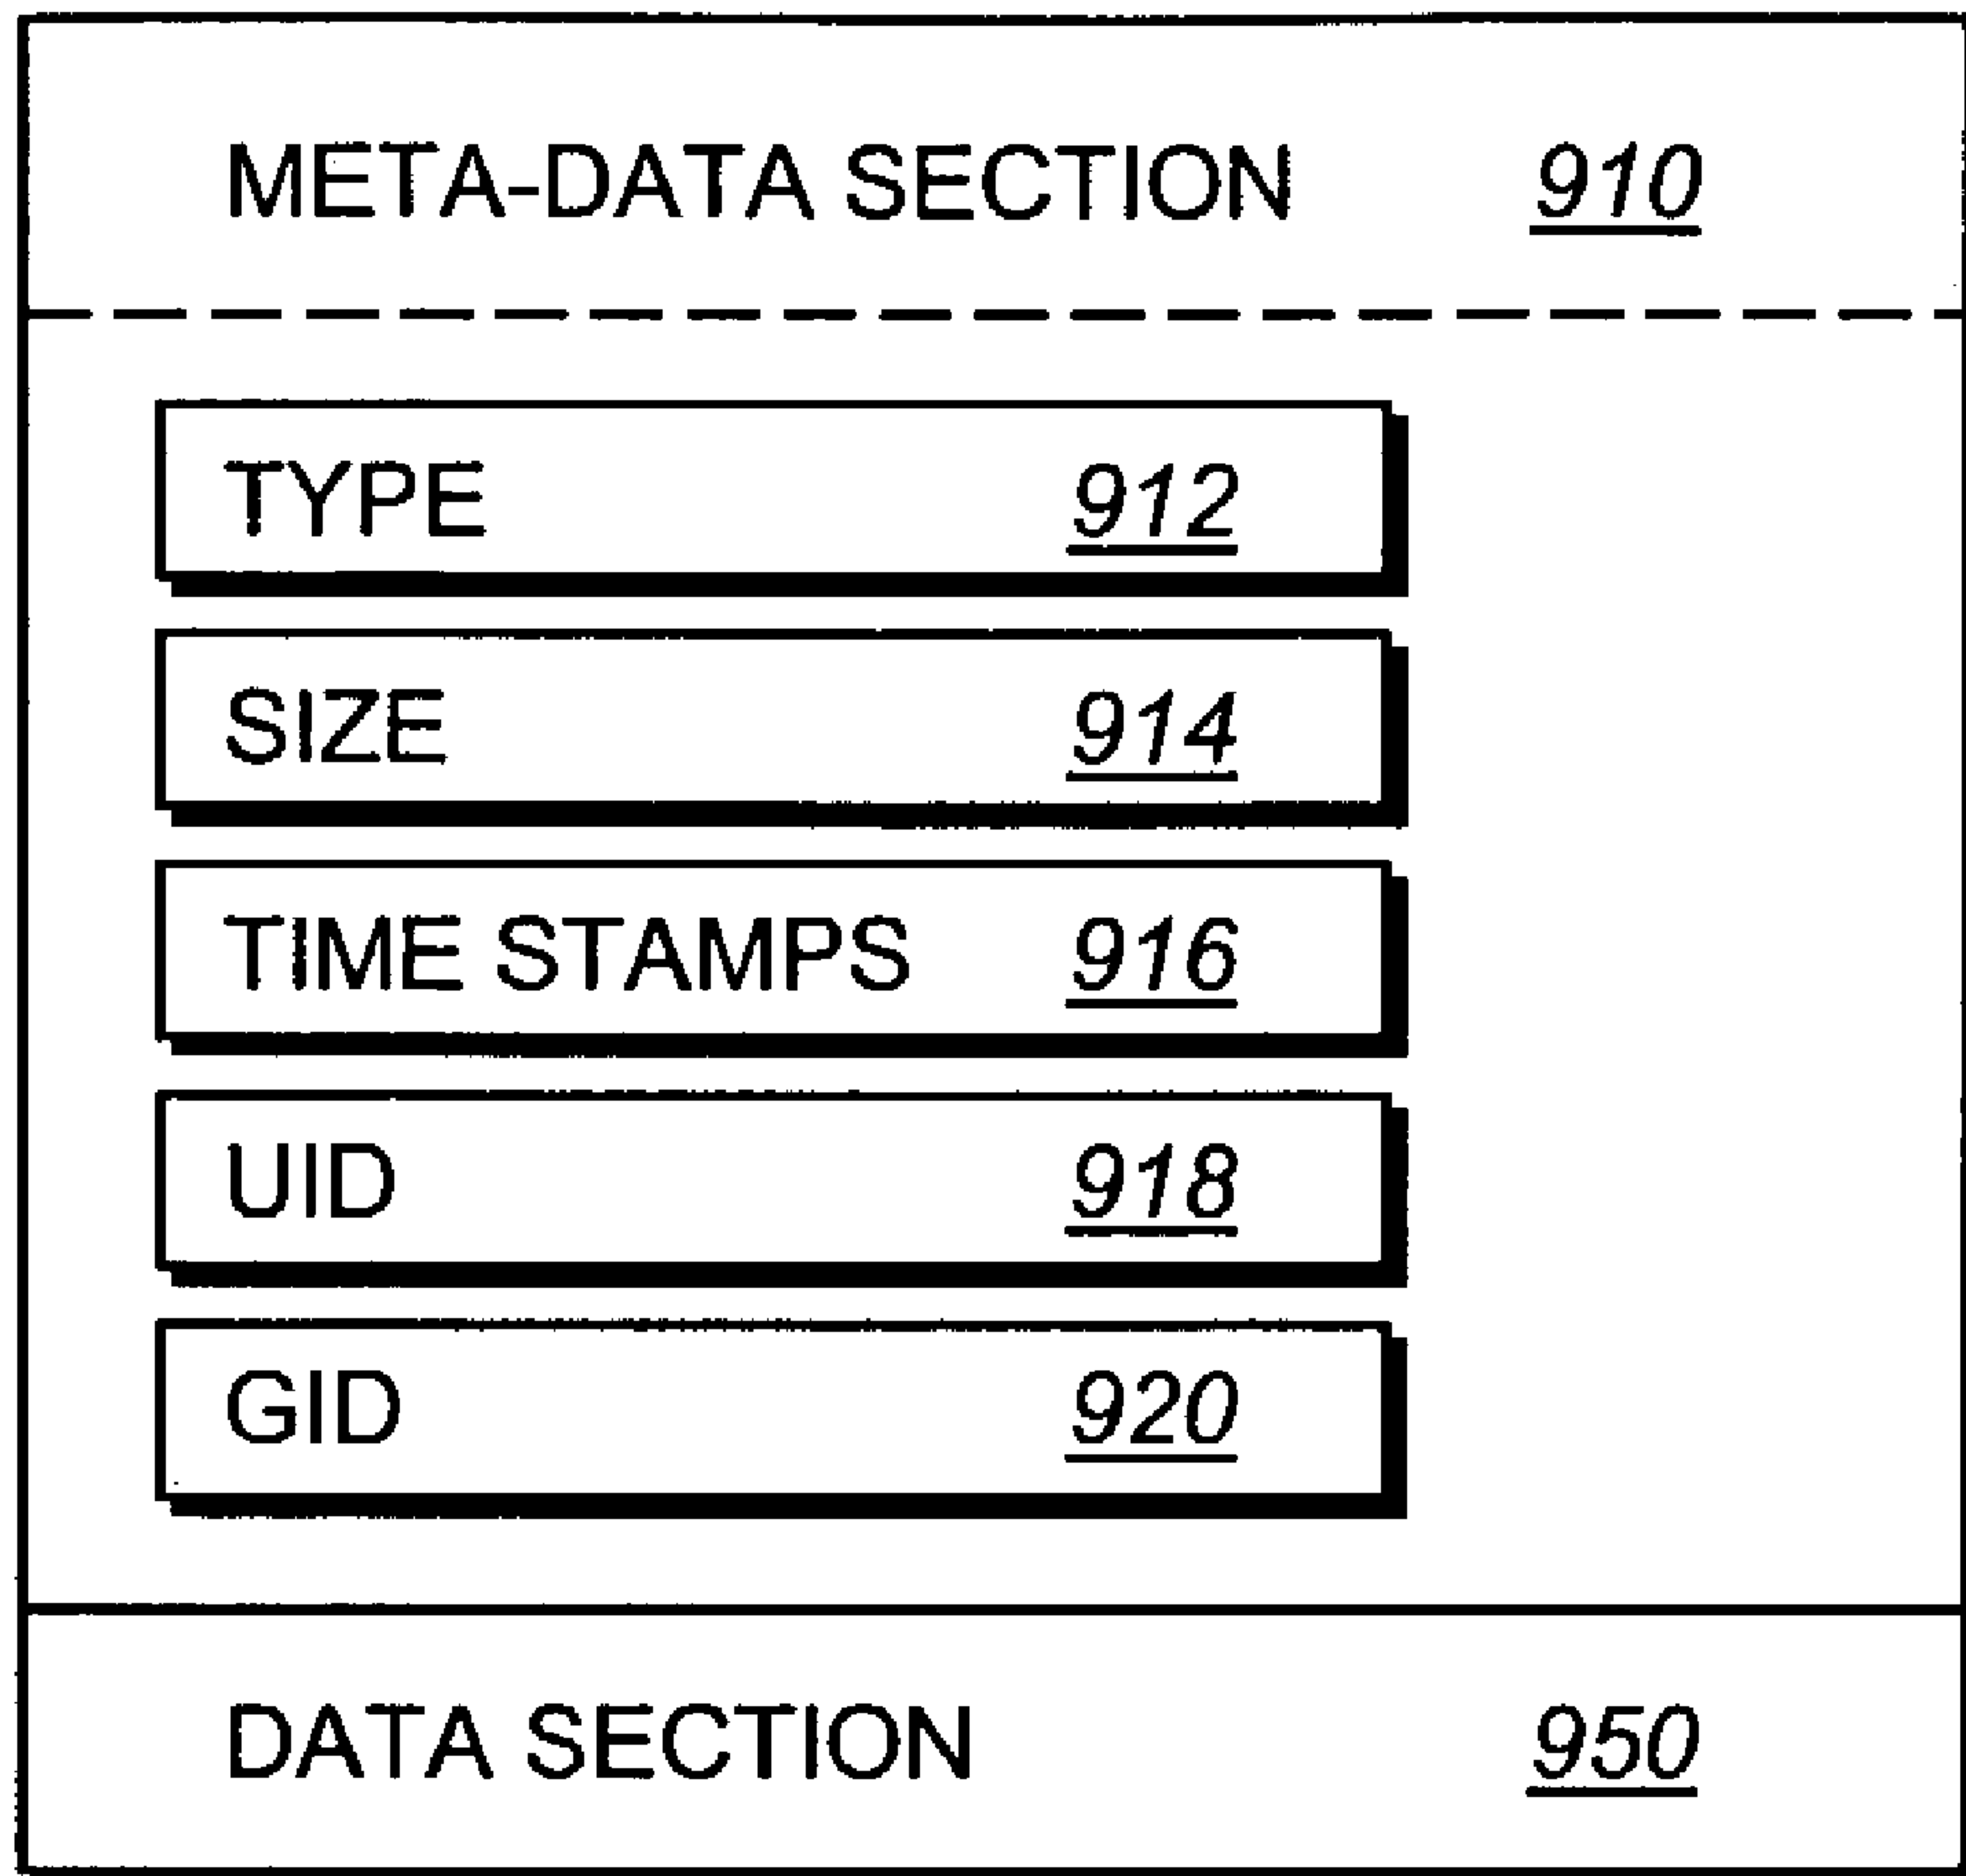 META-DATA SECTION 910
TYPE 912
SIZE 914
TIME STAMPS 916
UID 918
GID 920
DATA SECTION 950